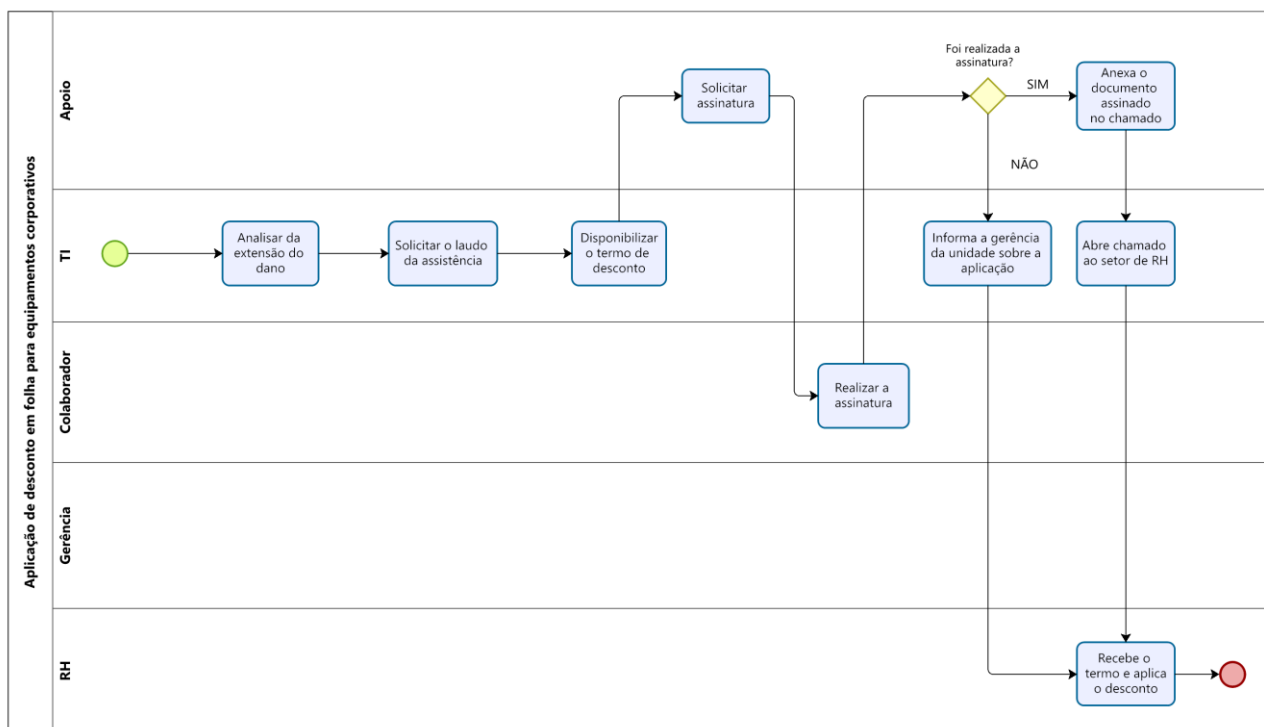 Aplicação de desconto em folha para equipamentos corporativos
Apoio
Solicitar
assinatura
Foi realizada a
assinatura?
SIM
NÃO
Anexa o
documento
assinado
no chamado
TI
Analisar da
extensão do
dano
Solicitar o laudo
da assistência
Disponibilizar
o termo de
desconto
Informa a gerência
da unidade sobre a
aplicação
Abre chamado
ao setor de RH
Colaborador
Realizar a
assinatura
Gerência
RH
Recebe o
termo e aplica
o desconto